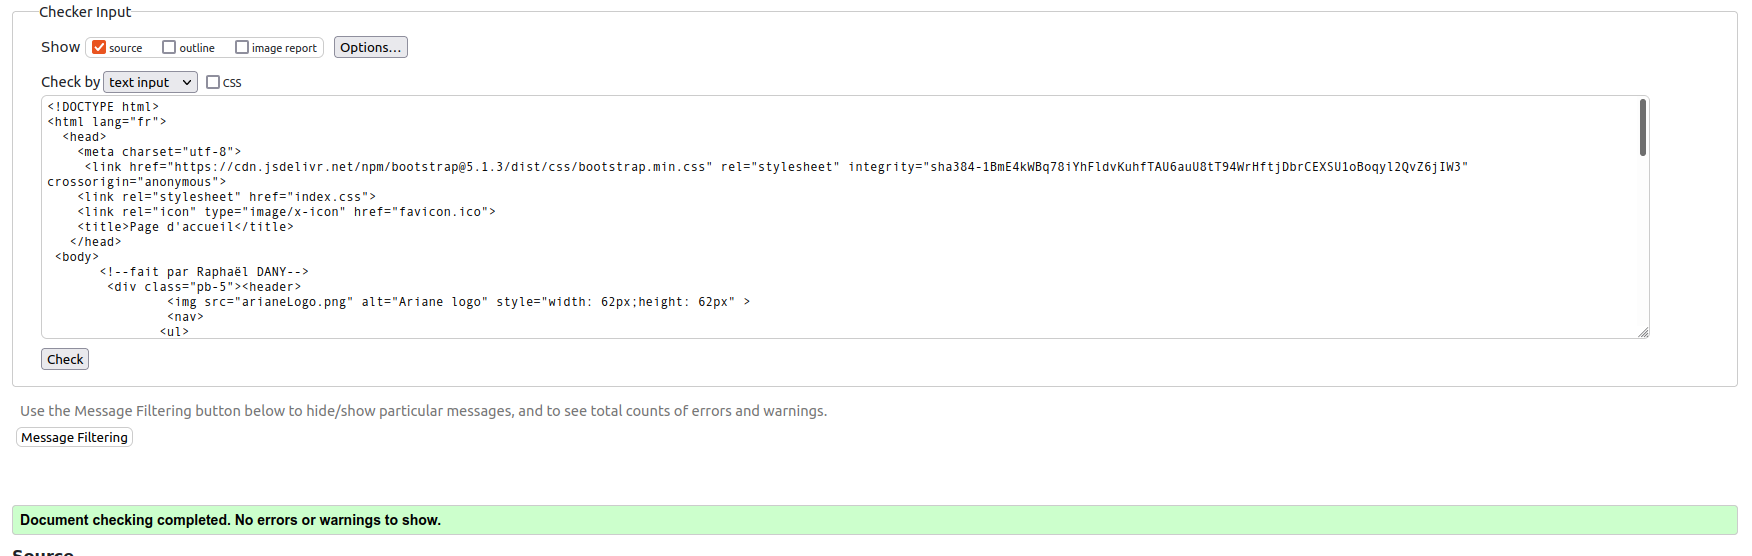 Checker Input
Show source outline image report Options...
Check by text input CSS
<!DOCTYPE html>
<html lang="fr">
<head>
<meta charset="utf-8">
<link href="https://cdn.jsdelivr.net/npm/bootstrap@5.1.3/dist/css/bootstrap.min.css" rel="stylesheet" integrity="sha384-1BmE4kWBq78iYhFldvKuhfTAU6auU8tT94WrHftjDbrCEXSU1oBoqyl2QvZ6jIW3"
crossorigin="anonymous">
<link rel="stylesheet" href="index.css">
<link rel="icon" type="image/x-icon" href="favicon.ico">
<title>Page d'accueil</title>
</head>
<body>
<!--fait par Raphaël DANY-->
<div class="pb-5"><header>
<img src="arianeLogo.png" alt="Ariane logo" style="width: 62px;height: 62px" >
<nav>
<ul>
Check
Use the Message Filtering button below to hide/show particular messages, and to see total counts of errors and warnings.
Message Filtering
Document checking completed. No errors or warnings to show.
Source